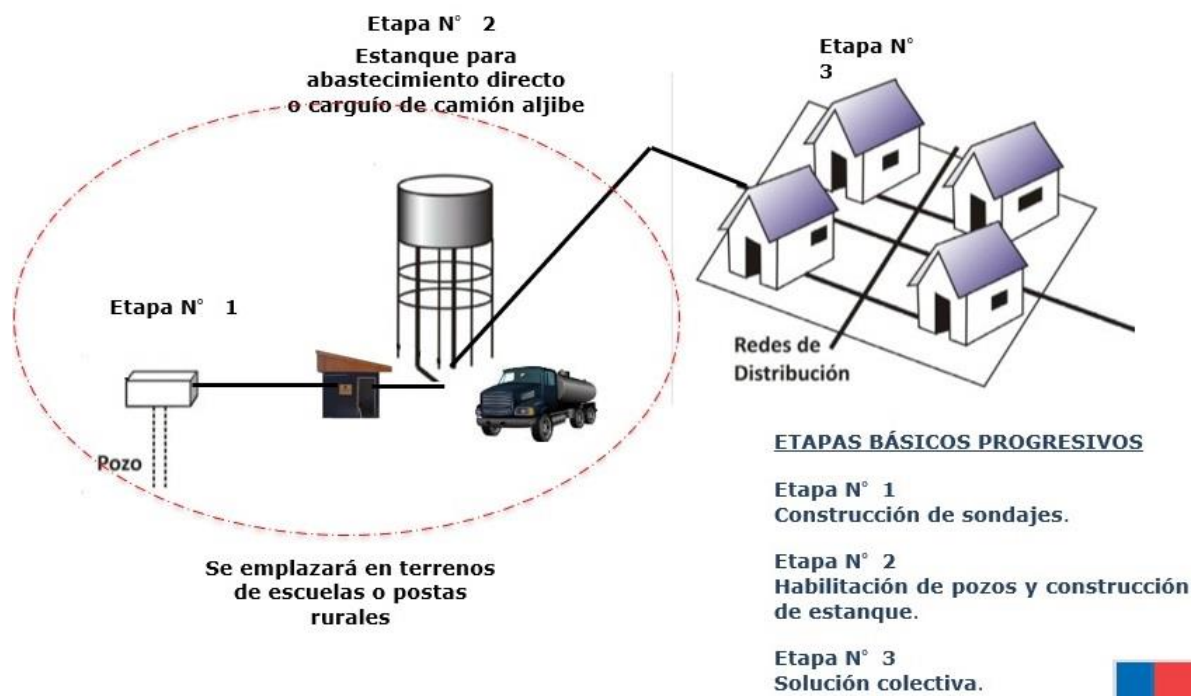 Etapa N° 2
Estanque para
abastecimiento directo
o carguío de camión aljibe
Etapa N°
3
Etapa N° 1
Pozo
Redes de
Distribución
Se emplazará en terrenos
de escuelas o postas
rurales
ETAPAS BÁSICOS PROGRESIVOS
Etapa N° 1
Construcción de sondajes.
Etapa N° 2
Habilitación de pozos y construcción
de estanque.
Etapa N° 3
Solución colectiva.